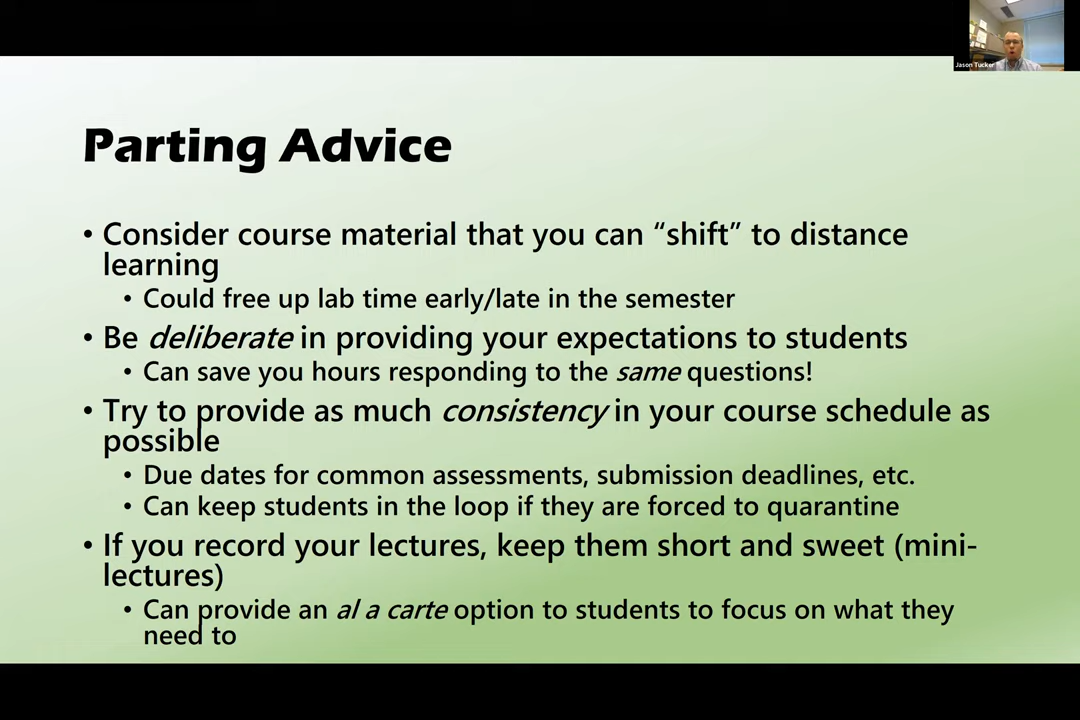 Jason Tucker
Parting Advice
• Consider course material that you can “shift” to distance
learning
• Could free up lab time early/late in the semester
• Be deliberate in providing your expectations to students
• Can save you hours responding to the same questions!
• Try to provide as much consistency in your course schedule as
possible
• Due dates for common assessments, submission deadlines, etc.
• Can keep students in the loop if they are forced to quarantine
• If you record your lectures, keep them short and sweet (mini-
lectures)
• Can provide an al a carte option to students to focus on what they
need to